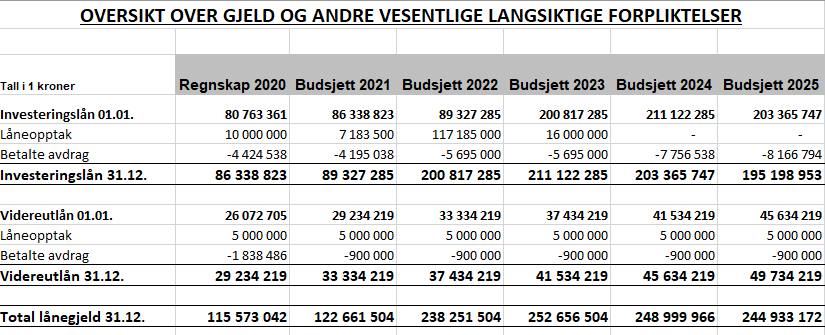 OVERSIKT OVER GJELD OG ANDRE VESENTLIGE LANGSIKTIGE FORPLIKTELSER
Tall i 1 kroner Regnskap 2020 Budsjett 2021 Budsjett 2022 Budsjett 2023 Budsjett 2024 Budsjett 2025
Investeringslån 01.01. 80 763 361 86 338 823 89 327 285 200 817 285 211 122 285 203 365 747
Låneopptak 10 000 000 7 183 500 117 185 000 16 000 000 - -
Betalte avdrag -4 424 538 -4 195 038 -5 695 000 -5 695 000 -7 756 538 -8 166 794
Investeringslån 31.12. 86 338 823 89 327 285 200 817 285 211 122 285 203 365 747 195 198 953
Videreutlån 01.01. 26 072 705 29 234 219 33 334 219 37 434 219 41 534 219 45 634 219
Låneopptak 5 000 000 5 000 000 5 000 000 5 000 000 5 000 000 5 000 000
Betalte avdrag -1 838 486 -900 000 -900 000 -900 000 -900 000 -900 000
Videreutlån 31.12. 29 234 219 33 334 219 37 434 219 41 534 219 45 634 219 49 734 219
Total lånegjeld 31.12. 115 573 042 122 661 504 238 251 504 252 656 504 248 999 966 244 933 172